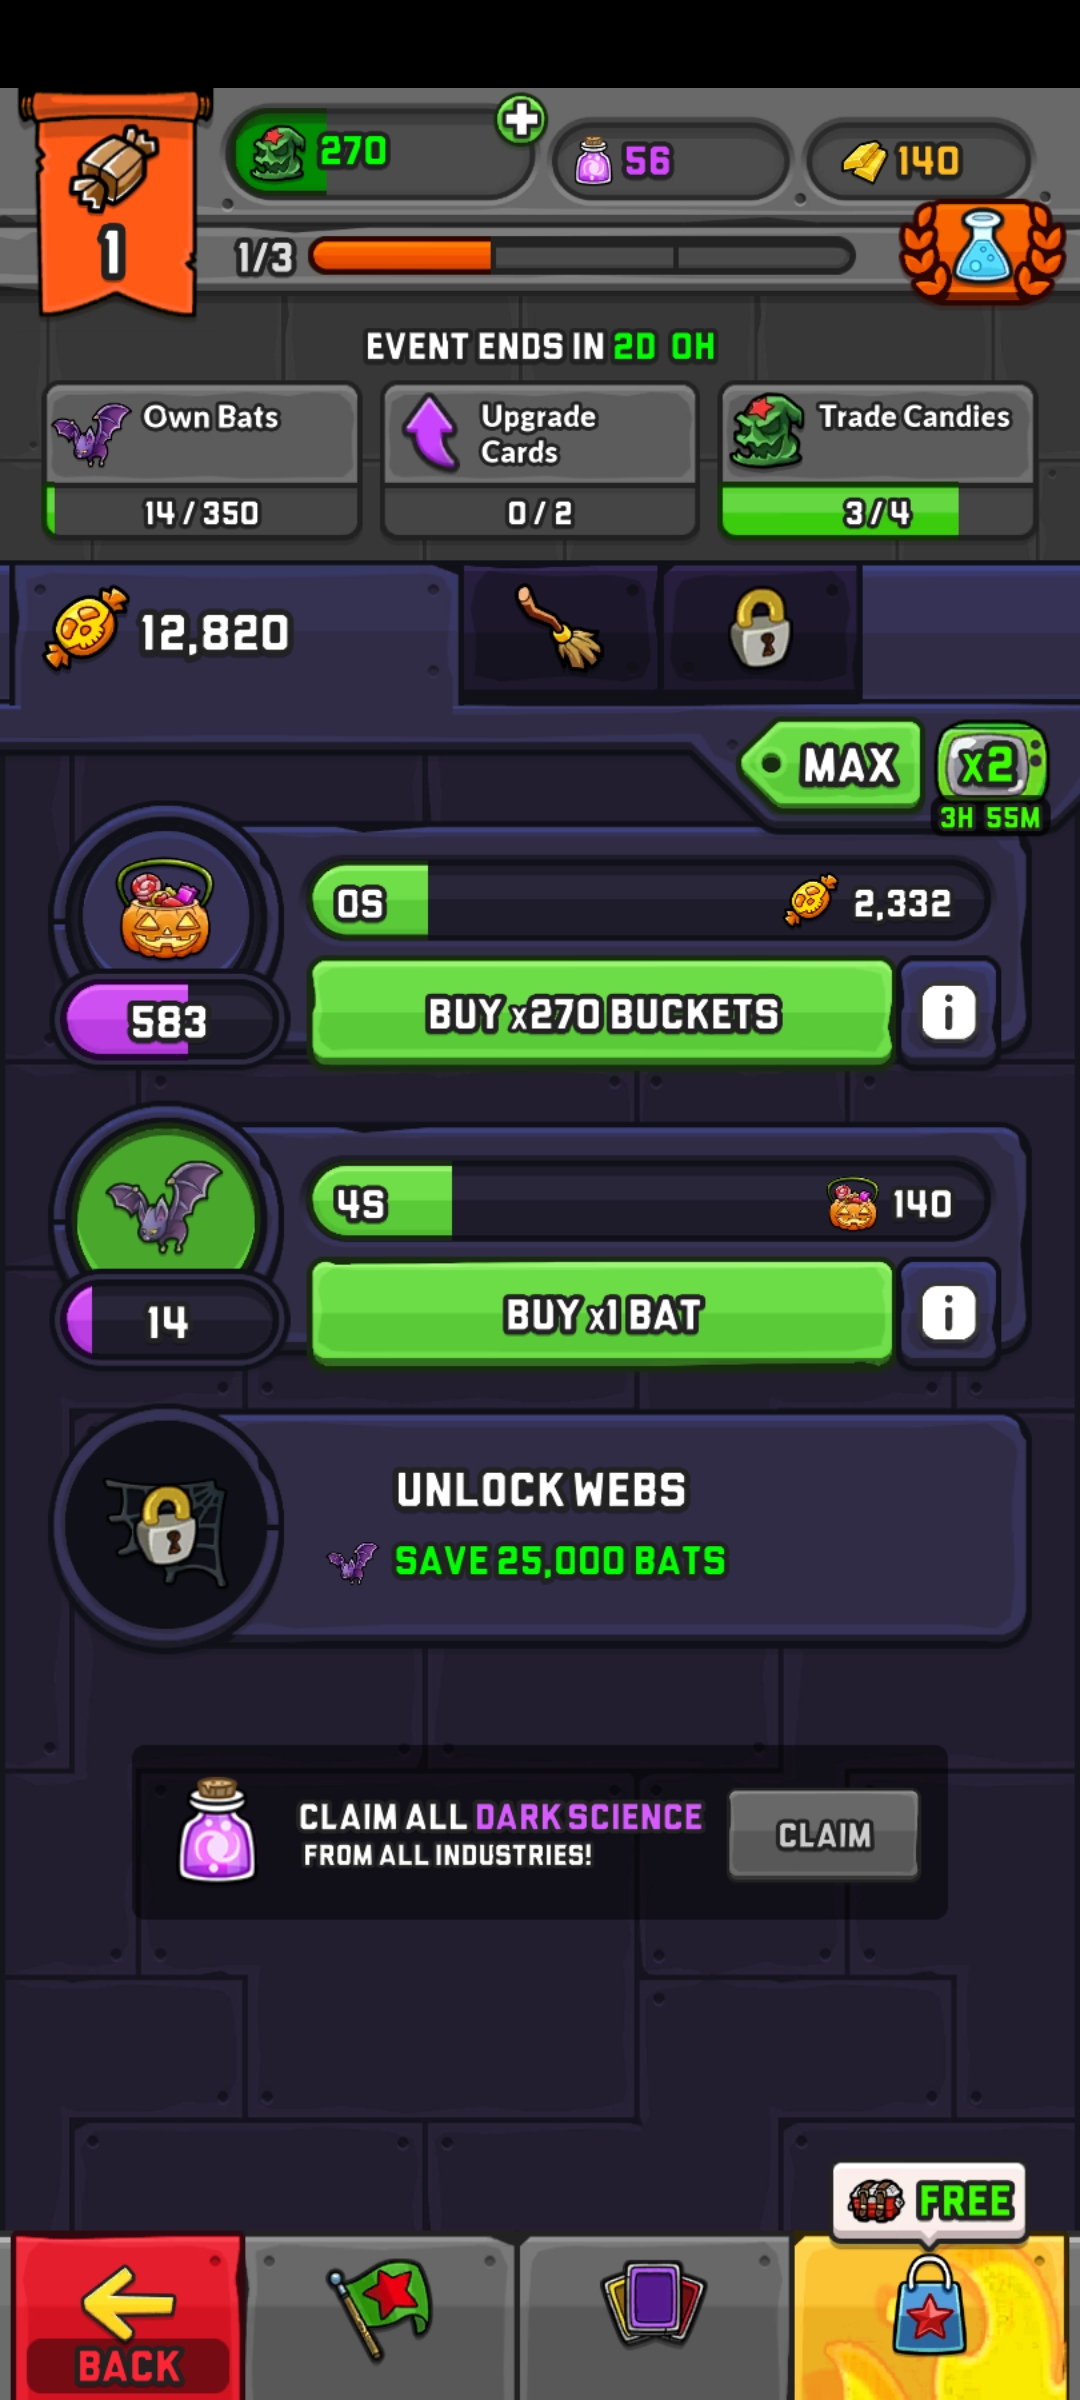 270
56
140
1
1/3
EVENT ENDS IN 2D 0H
Own Bats
14 / 350
Upgrade
Cards
0 / 2
Trade Candies
3 / 4
12,820
MAX
x2
3H 55M
0S
2,332
583
BUY x270 BUCKETS
i
4S
140
14
BUY x1 BAT
i
UNLOCK WEBS
SAVE 25,000 BATS
CLAIM ALL DARK SCIENCE
FROM ALL INDUSTRIES!
CLAIM
FREE
BACK